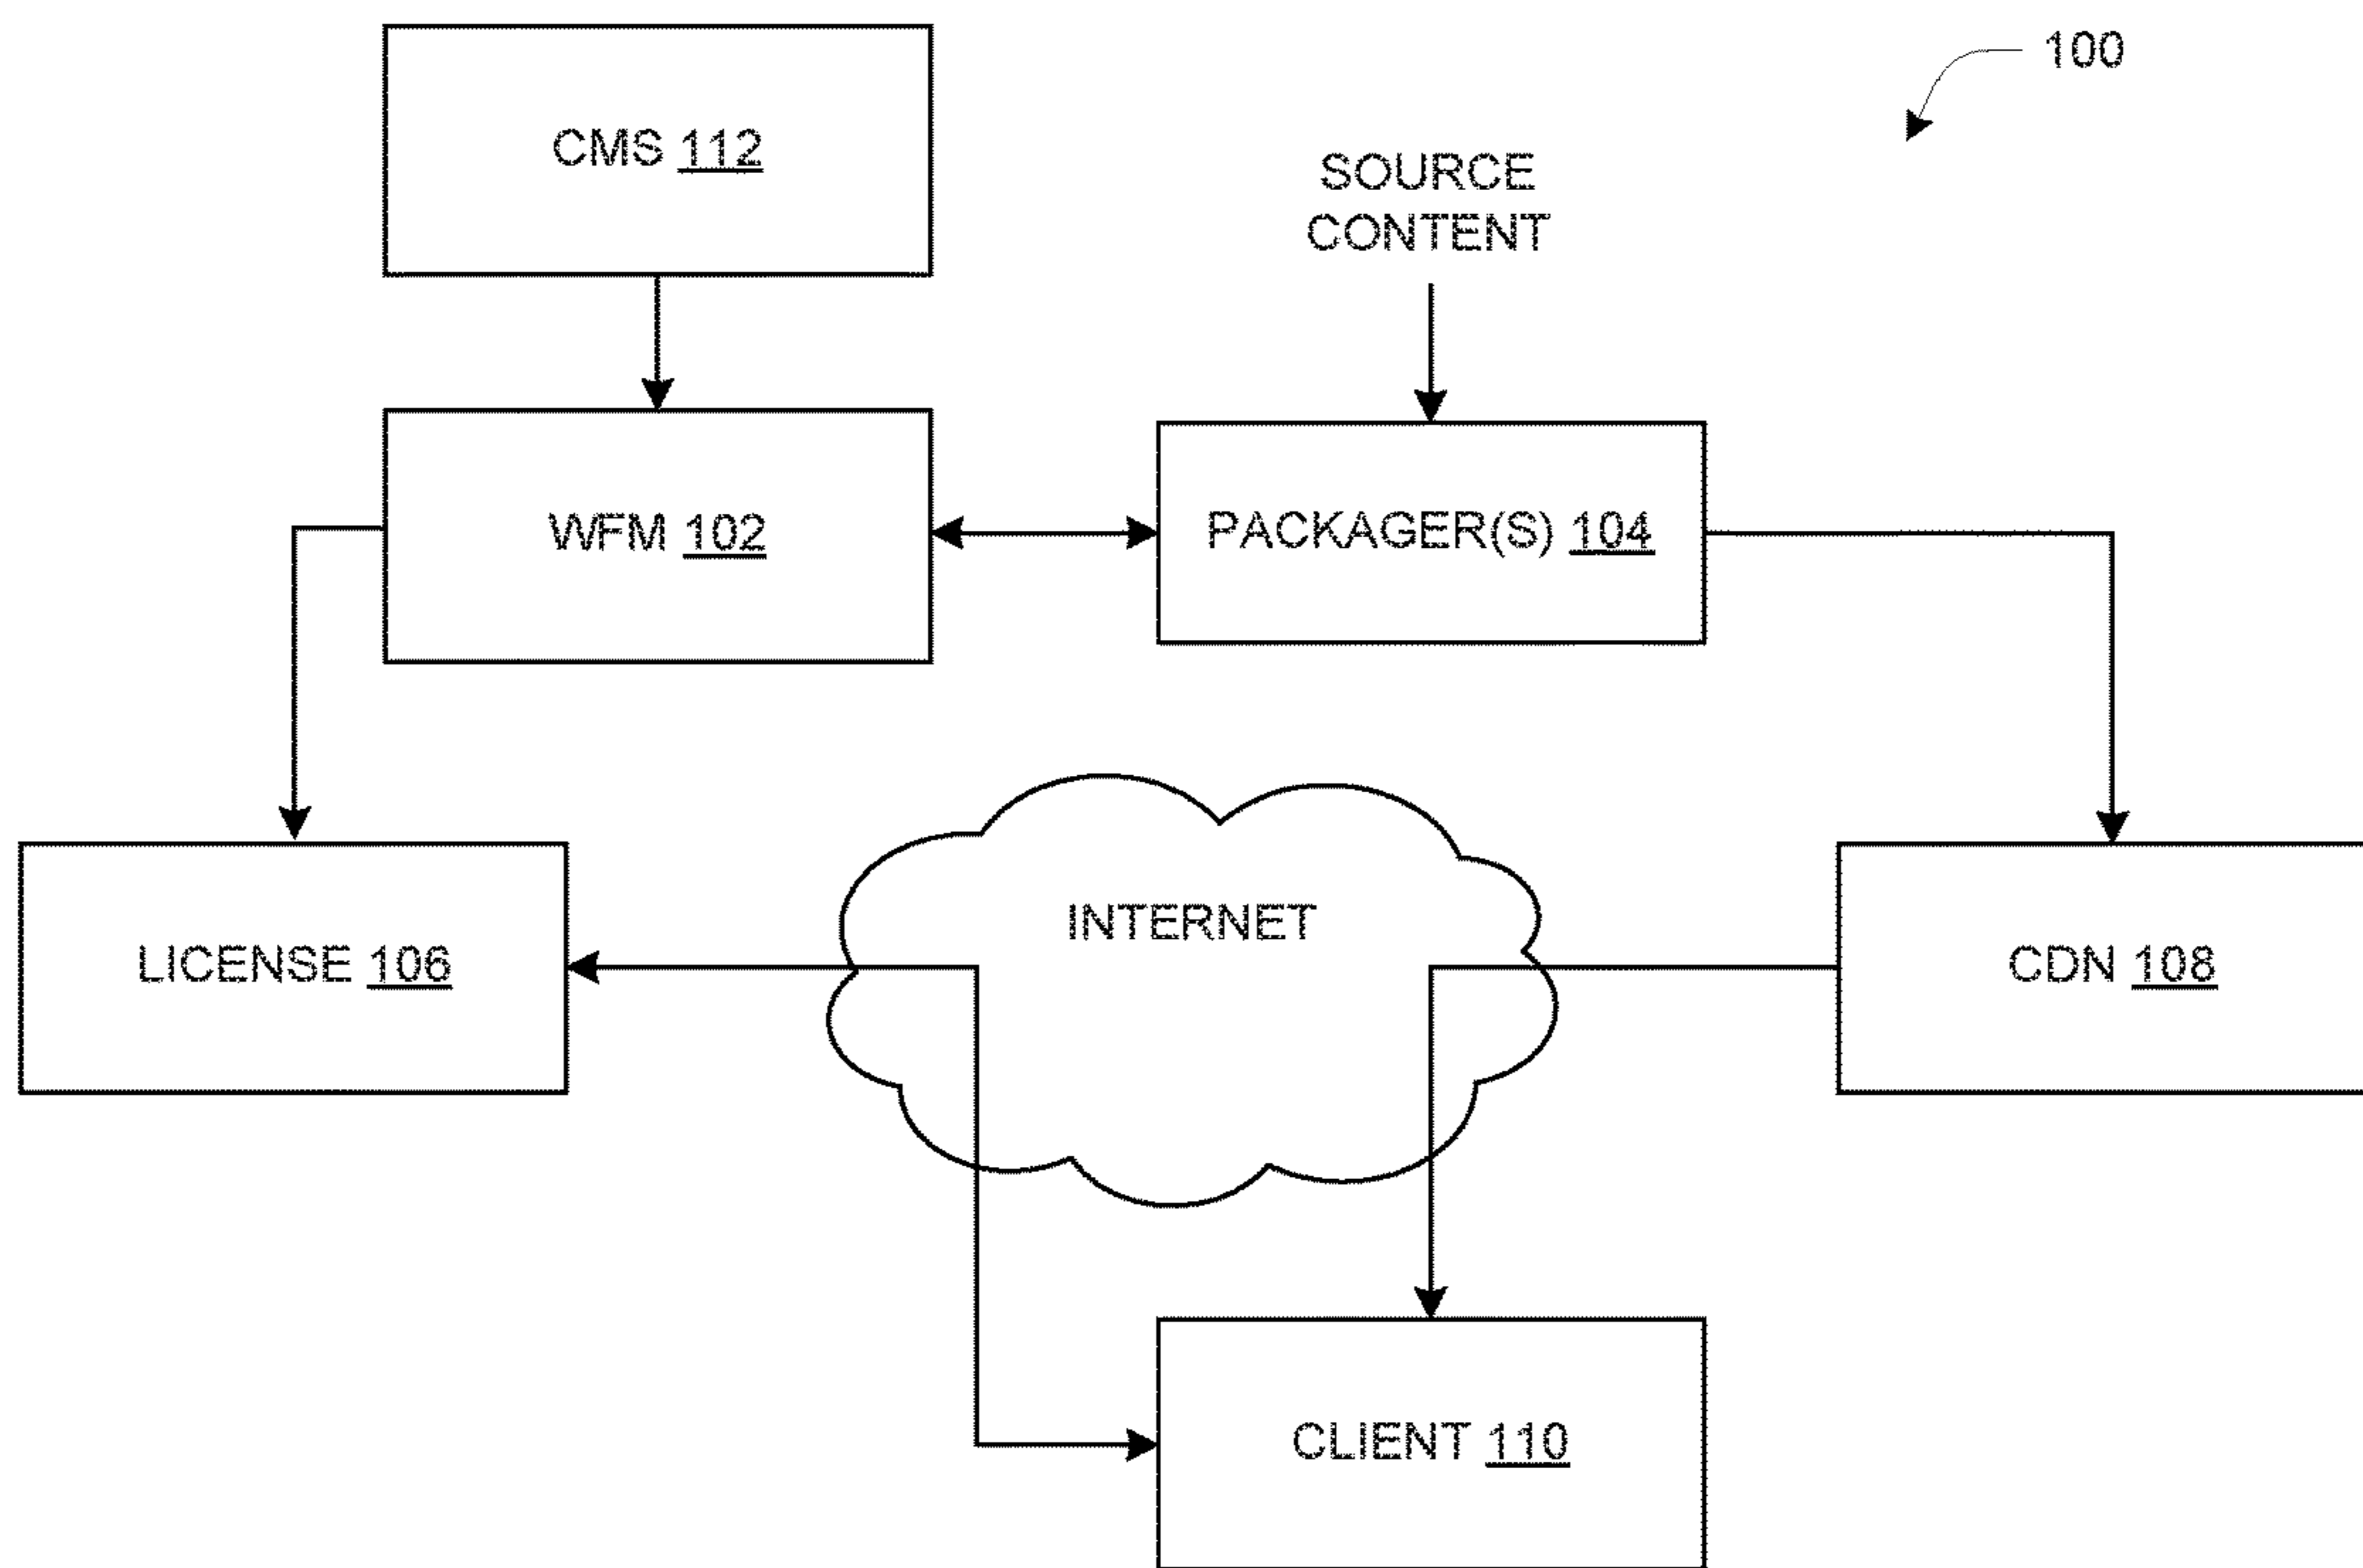 100
CMS 112
SOURCE
CONTENT
WFM 102
PACKAGER(S) 104
INTERNET
LICENSE 106
CDN 108
CLIENT 110